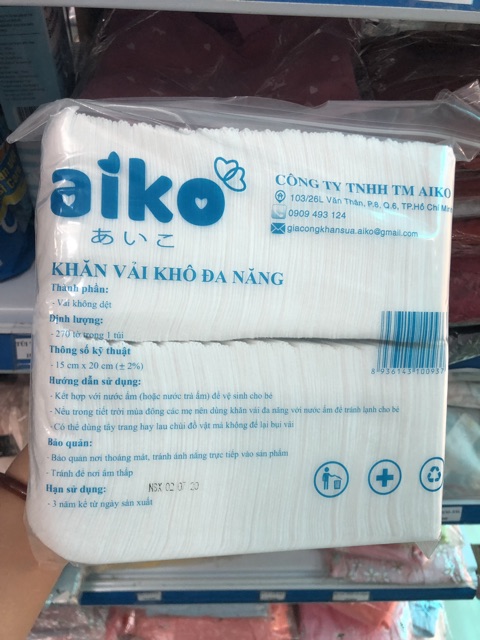 aiko
あいこ
CÔNG TY TNHH TM AIKO
103/26L Văn Thân, P.8, Q.6, TP.Hồ Chí Min
0909 493 124
giacongkhansua.aiko@gmail.com
KHĂN VẢI KHÔ ĐA NĂNG
Thành phần:
- Vải không dệt
Định lượng:
- 270 tờ trong 1 túi
Thông số kỹ thuật
- 15 cm x 20 cm (± 2%)
Hướng dẫn sử dụng:
- Kết hợp với nước ấm (hoặc nước trà ấm) để vệ sinh cho bé
- Nếu trong tiết trời mùa đông các mẹ nên dùng khăn vải đa năng với nước ấm để tránh lạnh cho bé
- Có thể dùng tẩy trang hay lau chùi đồ vật mà không để lại bụi vải
Bảo quản:
- Bảo quản nơi thoáng mát, tránh ánh nắng trực tiếp vào sản phẩm
- Tránh để nơi ẩm thấp
Hạn sử dụng:
- 3 năm kể từ ngày sản xuất
NSX 02 07 20
8 936143 100937